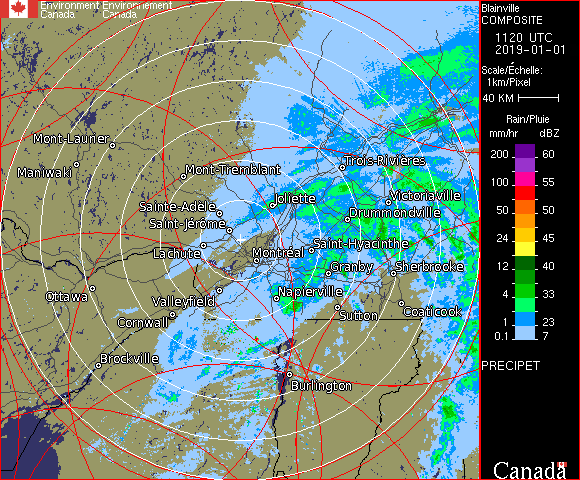 Environment Environnement
Canada Canada
Blainville
COMPOSITE
1120 UTC
2019-01-01
Scale/Échelle:
1km/Pixel
40 KM
Rain/Pluie
mm/hr dBZ
200 60
100 55
50 50
24 45
12 40
4 33
1 23
0.1 7
PRECIPET
Mont-Laurier
Maniwaki
Mont-Tremblant
Trois-Rivières
Sainte-Adele
Joliette
Victoriaville
Saint-Jérome
Drummondville
Lachute
Montréal
Saint-Hyacinthe
Granby
Sherbrooke
Ottawa
Valleyfield
Napierville
Cornwall
Sutton
Coaticook
Brockville
Burlington
Canada